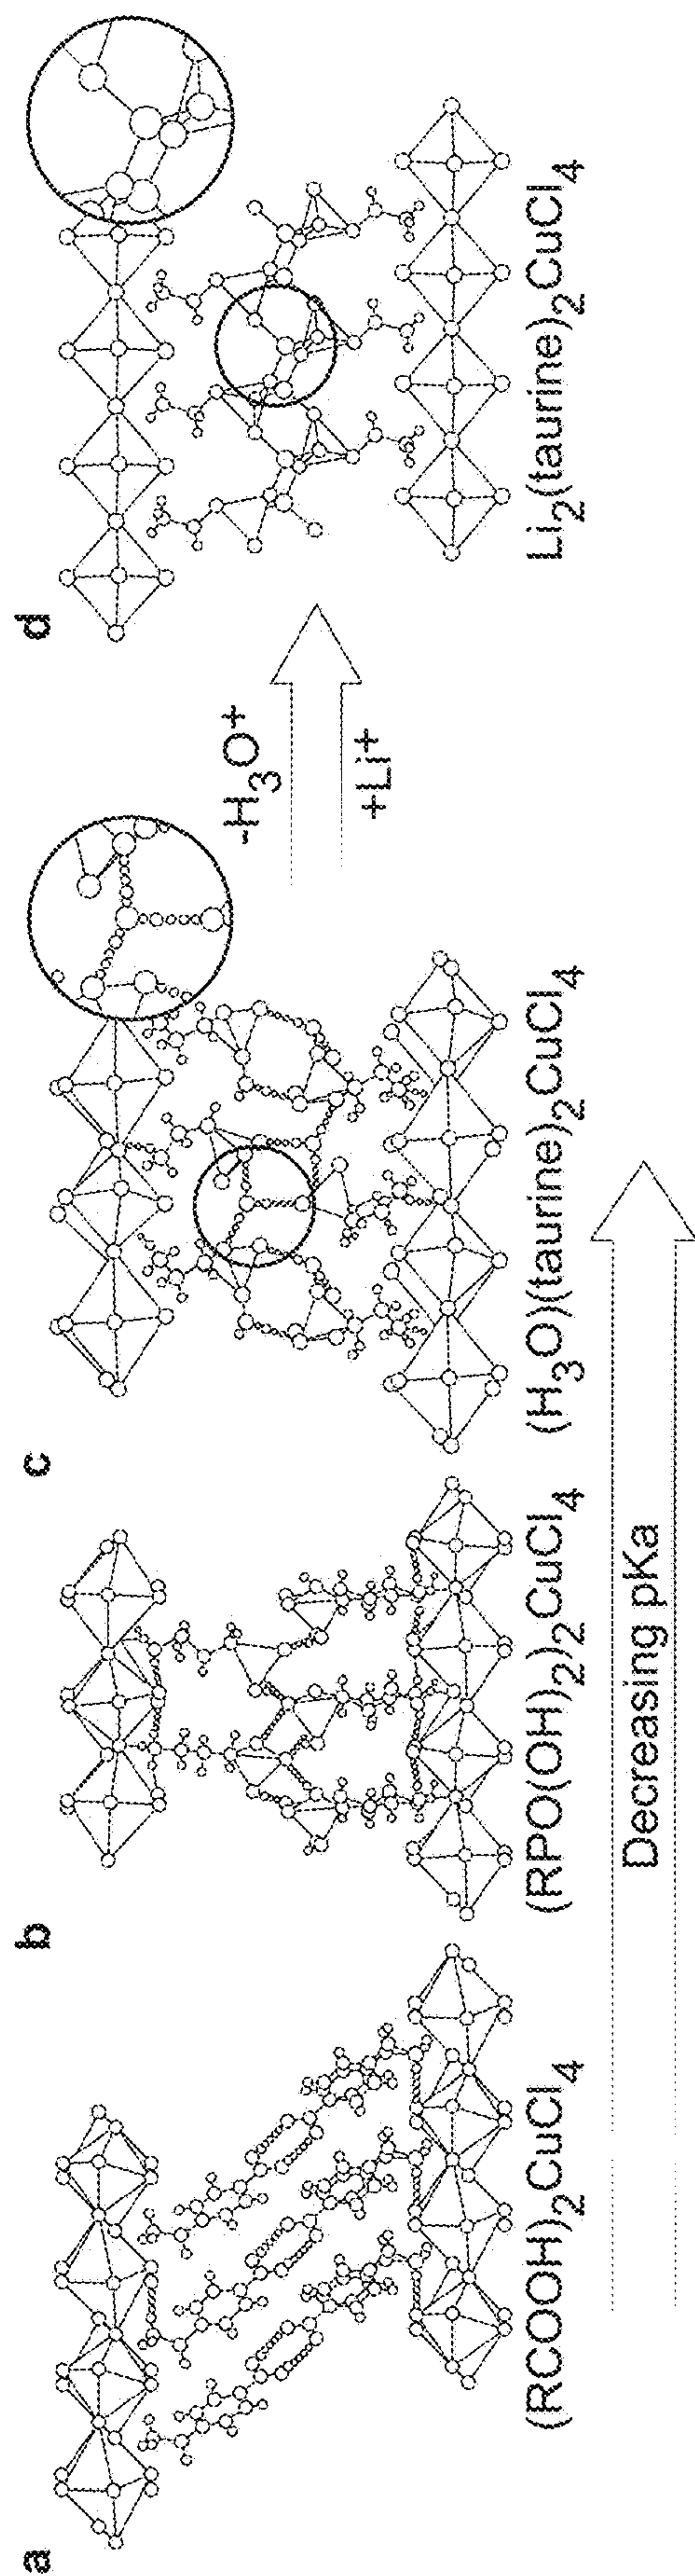 a
(RCOOH)₂CuCl₄
b
(RPO(OH)₂)₂CuCl₄
c
(H₃O)(taurine)₂CuCl₄
-H₃O⁺
+Li⁺
d
Li₂(taurine)₂CuCl₄
Decreasing pKa